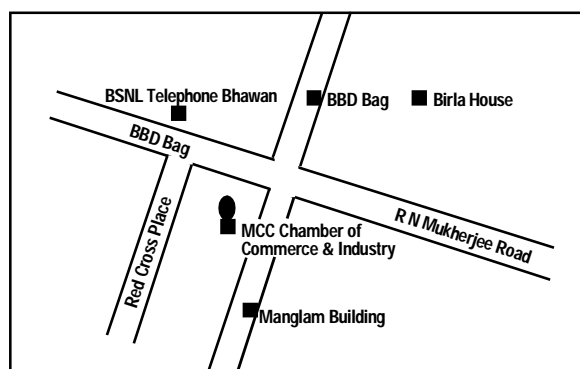 BSNL Telephone Bhawan
BBD Bag
Birla House
BBD Bag
Red Cross Place
MCC Chamber of
Commerce & Industry
R N Mukherjee Road
Manglam Building